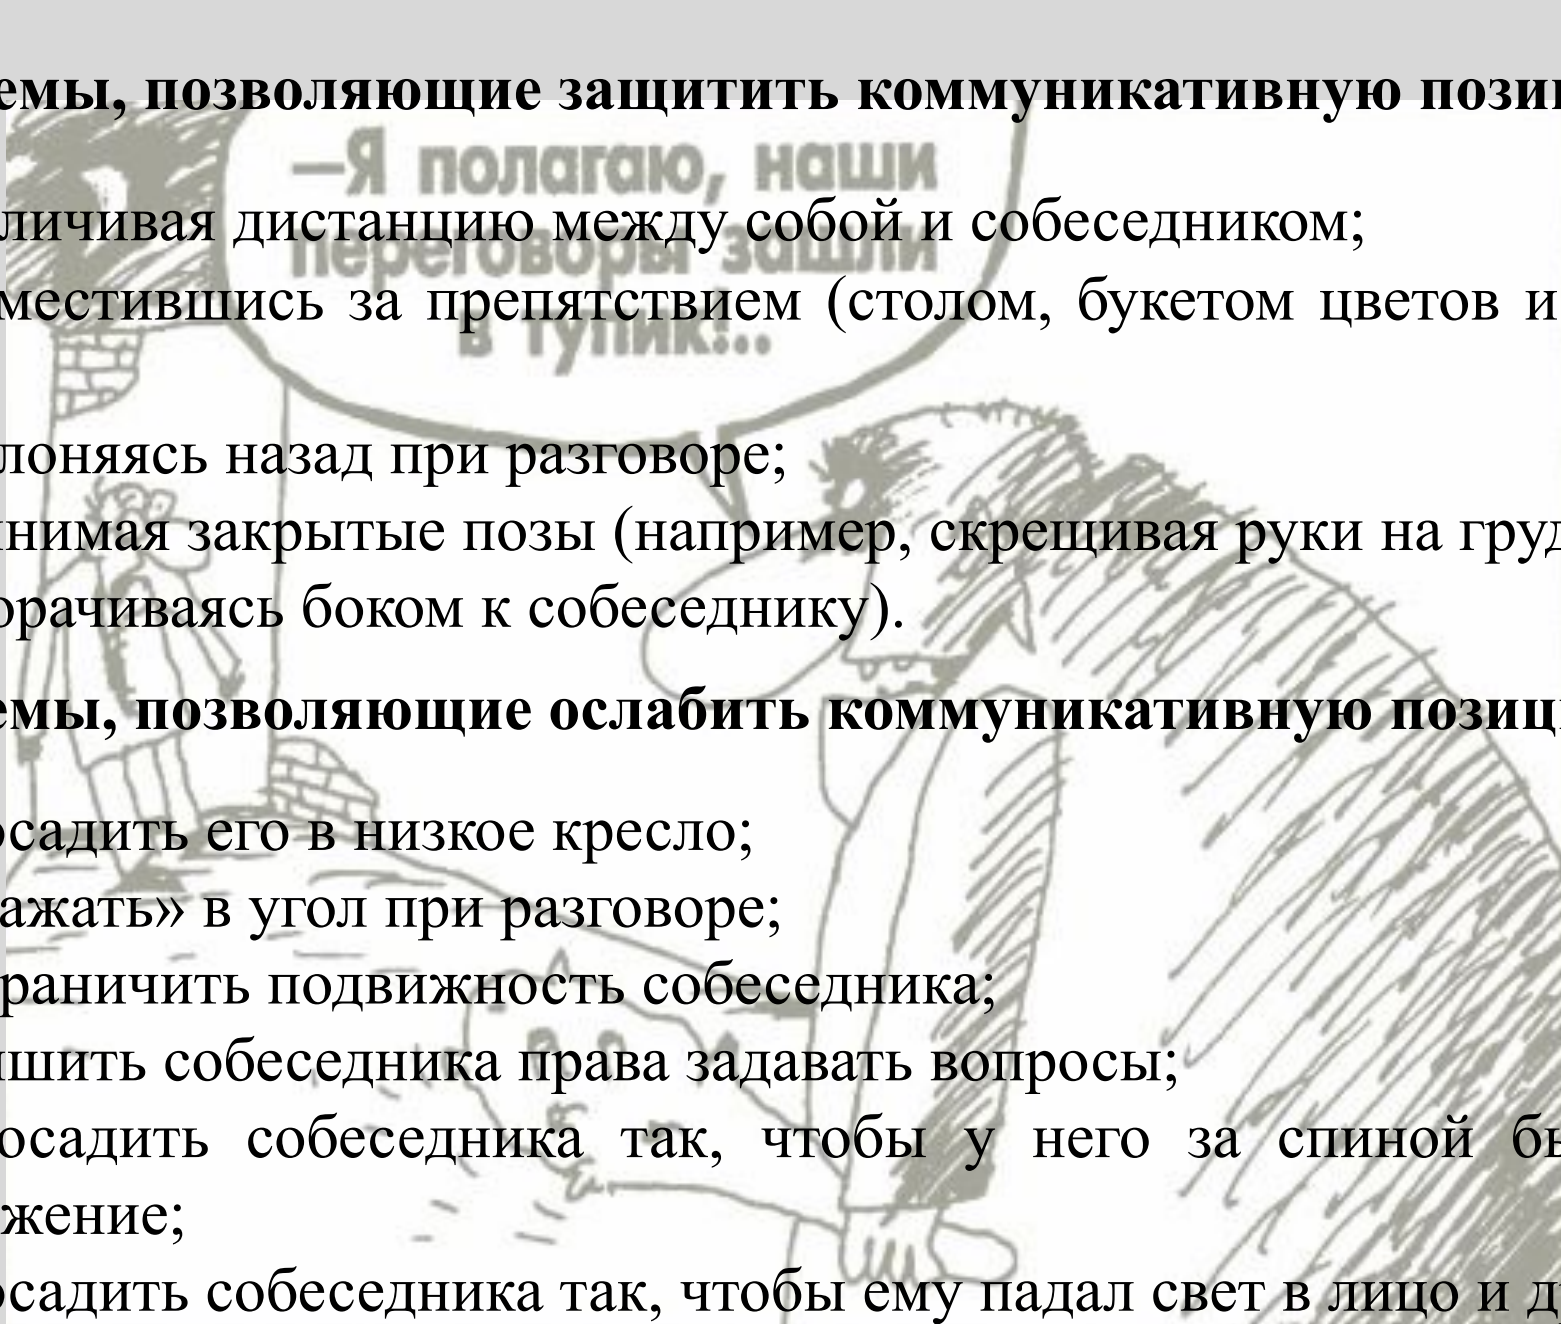 емы, позволяющие защитить коммуникативную пози
—Я полагаю, наши
переговоры зашли
в тупик!..
личивая дистанцию между собой и собеседником;
местившись за препятствием (столом, букетом цветов и
лоняясь назад при разговоре;
нимая закрытые позы (например, скрещивая руки на груд
орачиваясь боком к собеседнику).
емы, позволяющие ослабить коммуникативную позиц
осадить его в низкое кресло;
ажать» в угол при разговоре;
раничить подвижность собеседника;
шить собеседника права задавать вопросы;
осадить собеседника так, чтобы у него за спиной бы
жение;
осадить собеседника так, чтобы ему падал свет в лицо и д